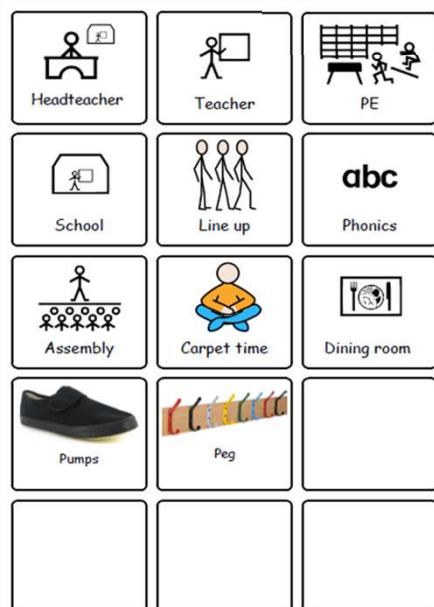 Headteacher
Teacher
PE
School
Line up
abc
Phonics
Assembly
Carpet time
Dining room
Pumps
Peg